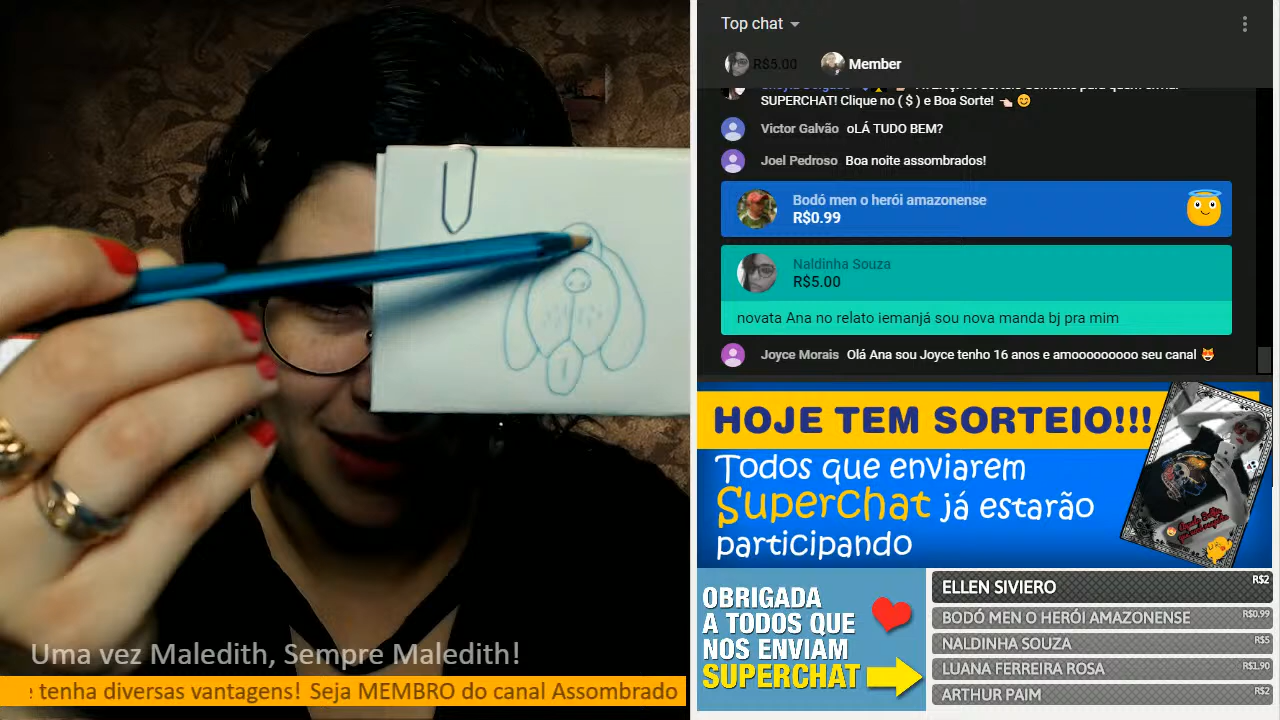 Top chat
R$5.00
Member
SUPERCHAT! Clique no ( $ ) e Boa Sorte!
Victor Galvão oLÁ TUDO BEM?
Joel Pedroso Boa noite assombrados!
Bodó men o herói amazonense
R$0.99
Naldinha Souza
R$5.00
novata Ana no relato iemanjá sou nova manda bj pra mim
Joyce Morais Olá Ana sou Joyce tenho 16 anos e amooooooooo seu canal
HOJE TEM SORTEIO!!!
Todos que enviarem
Superchat já estarão
participando
OBRIGADA
A TODOS QUE
NOS ENVIAM
SUPERCHAT
ELLEN SIVIERO R$2
BODÓ MEN O HERÓI AMAZONENSE R$0.99
NALDINHA SOUZA R$5
LUANA FERREIRA ROSA R$1.90
ARTHUR PAIM R$2
Uma vez Maledith, Sempre Maledith!
e tenha diversas vantagens! Seja MEMBRO do canal Assombrado